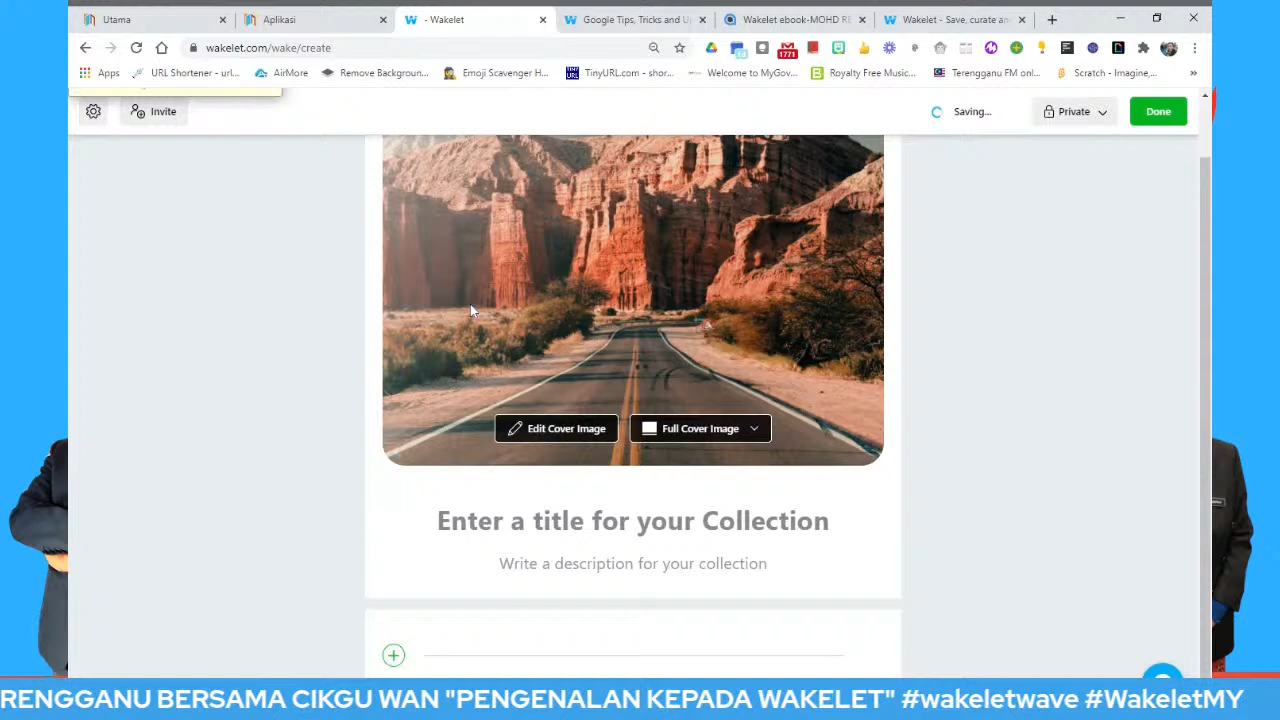 Utama
Aplikasi
- Wakelet
Google Tips, Tricks and U
Wakelet ebook-MOHD RE
Wakelet - Save, curate an
wakelet.com/wake/create
1771
Apps
URL Shortener - url...
AirMore
Remove Backgroun...
Emoji Scavenger H...
TinyURL.com - shor...
Welcome to MyGov...
Royalty Free Music...
Terengganu FM onl...
Scratch - Imagine,...
Invite
Saving...
Private
Done
Edit Cover Image
Full Cover Image
Enter a title for your Collection
Write a description for your collection
RENGGANU BERSAMA CIKGU WAN "PENGENALAN KEPADA WAKELET" #wakeletwave #WakeletMY